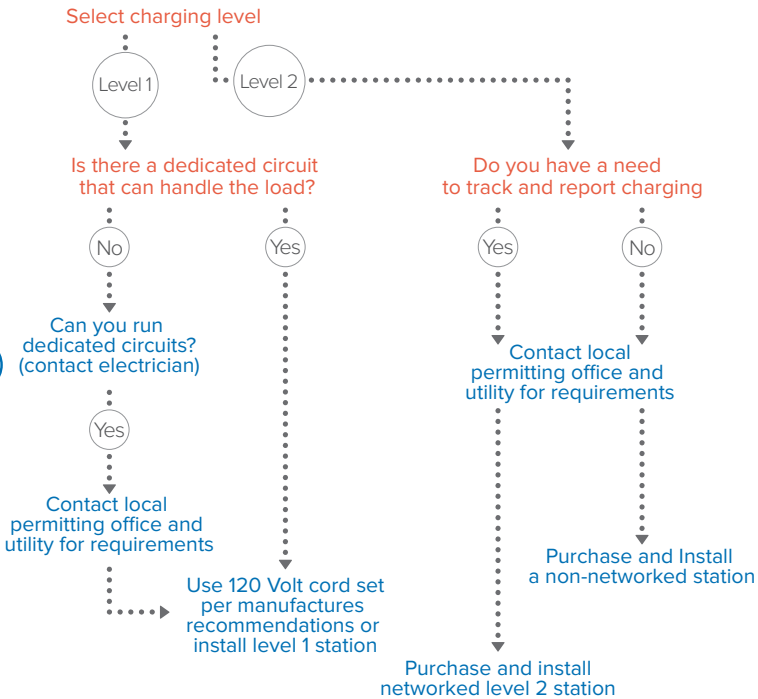 Select charging level
Level 1
Level 2
Is there a dedicated circuit
that can handle the load?
Do you have a need
to track and report charging
No
Yes
Yes
No
Can you run
dedicated circuits?
(contact electrician)
Contact local
permitting office and
utility for requirements
Yes
Contact local
permitting office and
utility for requirements
Purchase and Install
a non-networked station
Use 120 Volt cord set
per manufactures
recommendations or
install level 1 station
Purchase and install
networked level 2 station